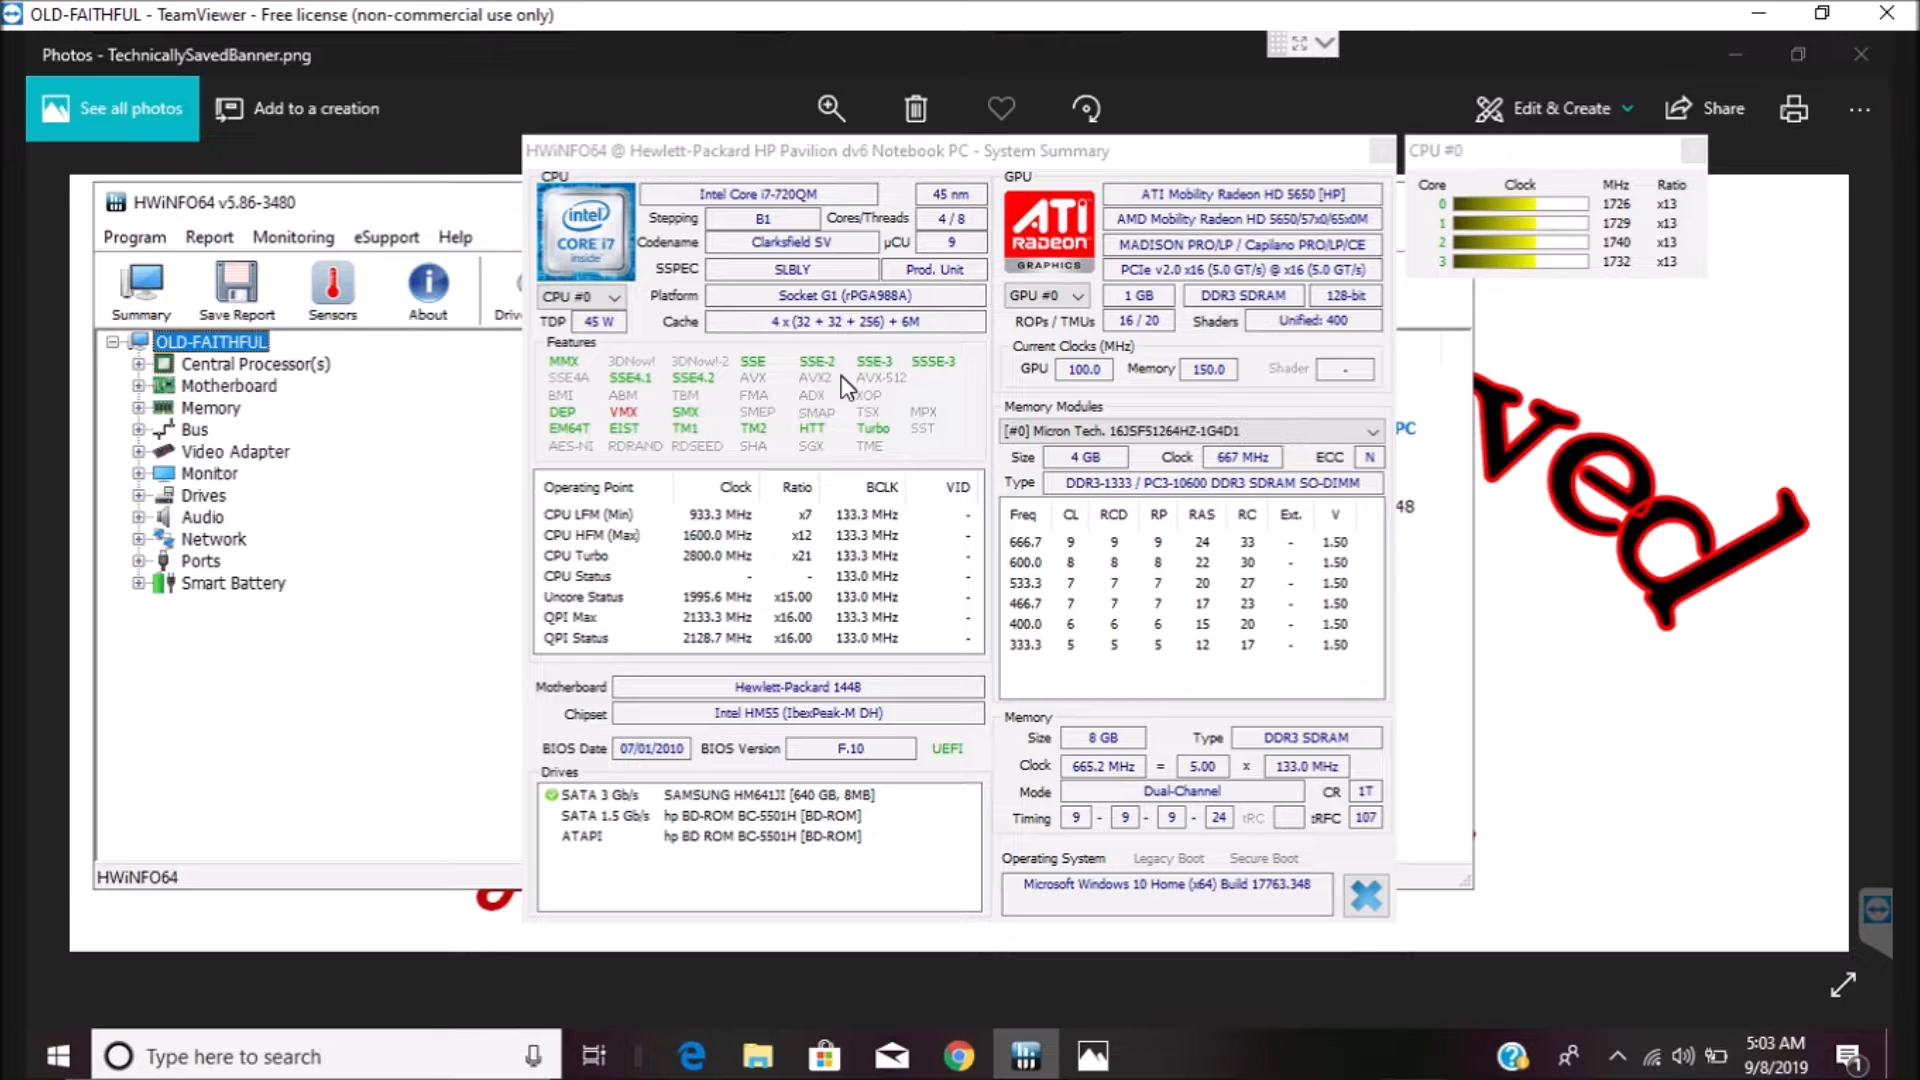 OLD-FAITHFUL - TeamViewer - Free license (non-commercial use only)
Photos - TechnicallySavedBanner.png
See all photos
Add to a creation
Edit & Create
Share
HWiNFO64 v5.86-3480
Program Report Monitoring eSupport Help
Summary Save Report Sensors About
OLD-FAITHFUL
Central Processor(s)
Motherboard
Memory
Bus
Video Adapter
Monitor
Drives
Audio
Network
Ports
Smart Battery
HWiNFO64
HWiNFO64 @ Hewlett-Packard HP Pavilion dv6 Notebook PC - System Summary
CPU
intel CORE i7 inside
Intel Core i7-720QM 45 nm
Stepping B1 Cores/Threads 4 / 8
Codename Clarksfield SV µCU 9
SSPEC SLBLY Prod. Unit
CPU #0 Platform Socket G1 (rPGA988A)
TDP 45 W Cache 4 x (32 + 32 + 256) + 6M
Features
MMX 3DNow! 3DNow!-2 SSE SSE-2 SSE-3 SSSE-3
SSE4A SSE4.1 SSE4.2 AVX AVX2 AVX-512
BMI ABM TBM FMA ADX XOP
DEP VMX SMX SMEP SMAP TSX MPX
EM64T EIST TM1 TM2 HTT Turbo SST
AES-NI RDRAND RDSEED SHA SGX TME
Operating Point Clock Ratio BCLK VID
CPU LFM (Min) 933.3 MHz x7 133.3 MHz -
CPU HFM (Max) 1600.0 MHz x12 133.3 MHz -
CPU Turbo 2800.0 MHz x21 133.3 MHz -
CPU Status - - 133.0 MHz -
Uncore Status 1995.6 MHz x15.00 133.0 MHz -
QPI Max 2133.3 MHz x16.00 133.3 MHz -
QPI Status 2128.7 MHz x16.00 133.0 MHz -
Motherboard Hewlett-Packard 1448
Chipset Intel HM55 (IbexPeak-M DH)
BIOS Date 07/01/2010 BIOS Version F.10 UEFI
Drives
SATA 3 Gb/s SAMSUNG HM641JI [640 GB, 8MB]
SATA 1.5 Gb/s hp BD-ROM BC-5501H [BD-ROM]
ATAPI hp BD ROM BC-5501H [BD-ROM]
GPU
ATI RADEON GRAPHICS
ATI Mobility Radeon HD 5650 [HP]
AMD Mobility Radeon HD 5650/57x0/65x0M
MADISON PRO/LP / Capilano PRO/LP/CE
PCIe v2.0 x16 (5.0 GT/s) @ x16 (5.0 GT/s)
GPU #0 1 GB DDR3 SDRAM 128-bit
ROPs / TMUs 16 / 20 Shaders Unified: 400
Current Clocks (MHz)
GPU 100.0 Memory 150.0 Shader -
Memory Modules
[#0] Micron Tech. 16JSF51264HZ-1G4D1
Size 4 GB Clock 667 MHz ECC N
Type DDR3-1333 / PC3-10600 DDR3 SDRAM SO-DIMM
Freq CL RCD RP RAS RC Ext. V
666.7 9 9 9 24 33 - 1.50
600.0 8 8 8 22 30 - 1.50
533.3 7 7 7 20 27 - 1.50
466.7 7 7 7 17 23 - 1.50
400.0 6 6 6 15 20 - 1.50
333.3 5 5 5 12 17 - 1.50
Memory
Size 8 GB Type DDR3 SDRAM
Clock 665.2 MHz = 5.00 x 133.0 MHz
Mode Dual-Channel CR 1T
Timing 9 - 9 - 9 - 24 tRC tRFC 107
Operating System Legacy Boot Secure Boot
Microsoft Windows 10 Home (x64) Build 17763.348
CPU #0
Core Clock MHz Ratio
0 1726 x13
1 1729 x13
2 1740 x13
3 1732 x13
PC
48
ved
Type here to search
5:03 AM
9/8/2019
1